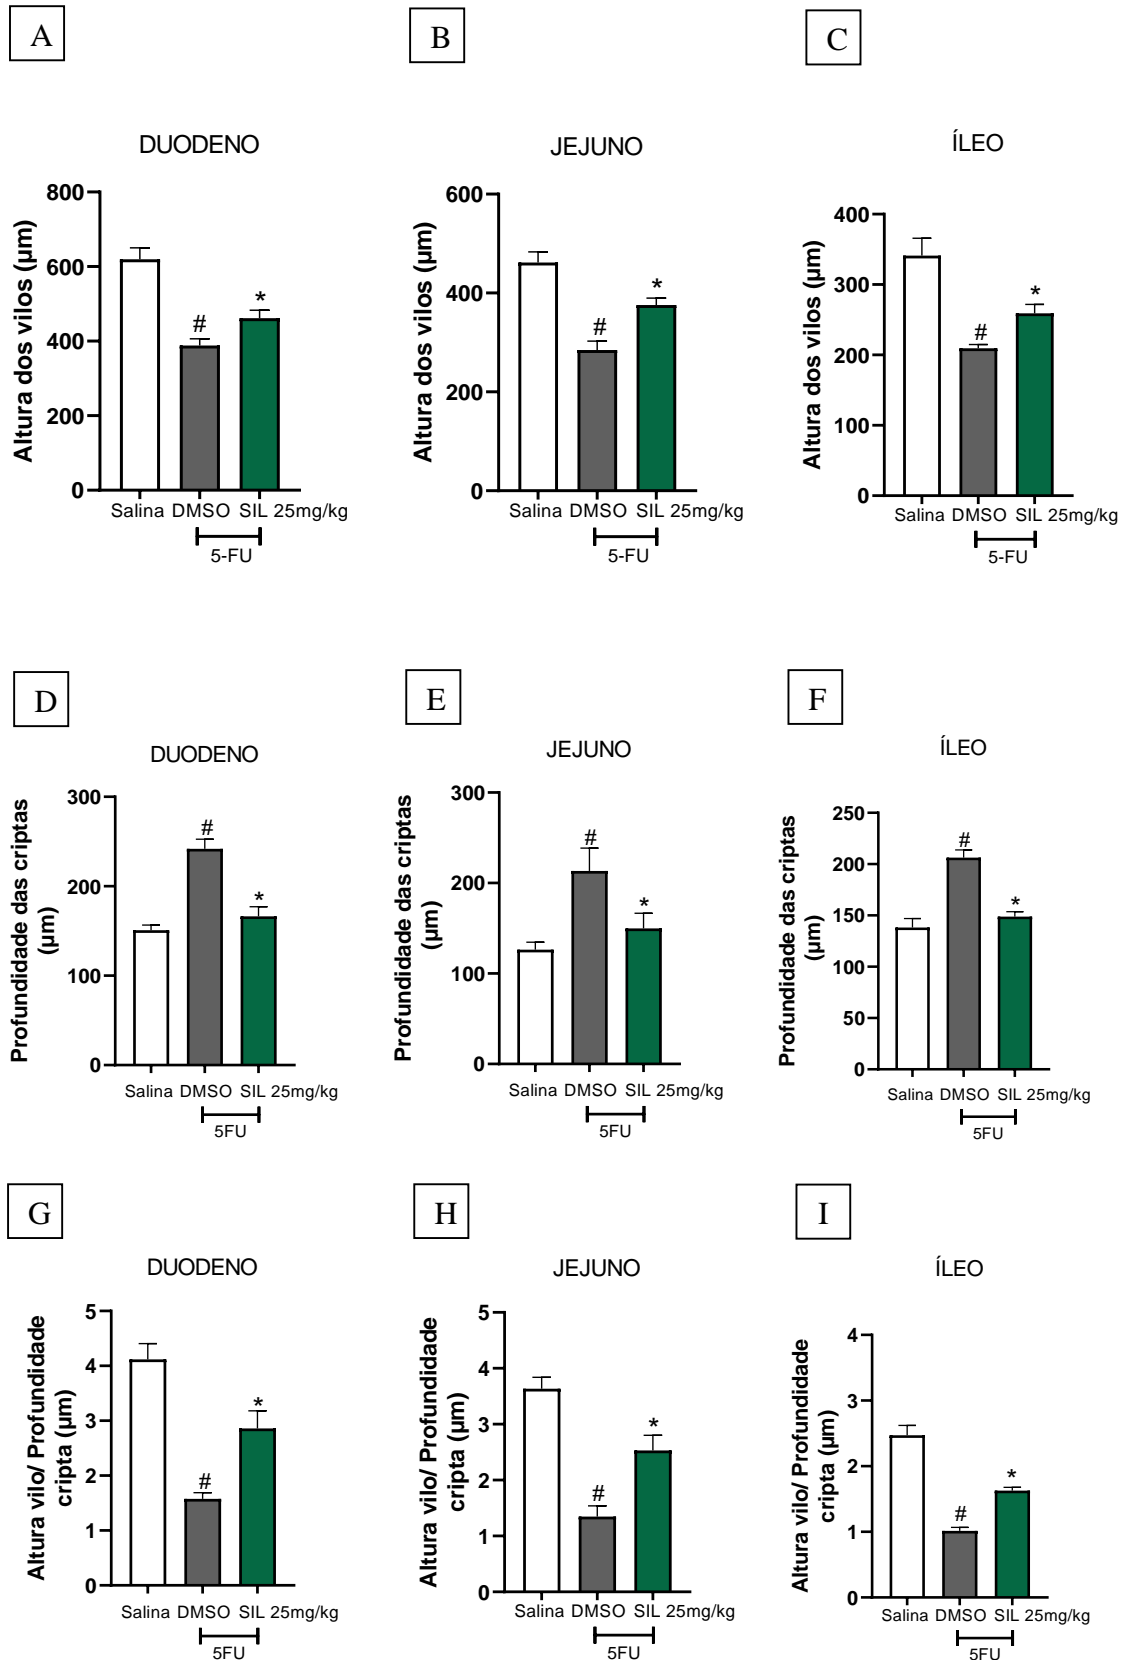 A
B
C
DUODENO
JEJUNO
ÍLEO
Altura dos vilos (µm)
800
600
400
200
0
#
*
Salina DMSO SIL 25mg/kg
5-FU
Altura dos vilos (µm)
600
400
200
0
#
*
Salina DMSO SIL 25mg/kg
5-FU
Altura dos vilos (µm)
400
300
200
100
0
#
*
Salina DMSO SIL 25mg/kg
5-FU
D
E
F
DUODENO
JEJUNO
ÍLEO
Profundidade das criptas
(µm)
300
200
100
0
#
*
Salina DMSO SIL 25mg/kg
5FU
Profundidade das criptas
(µm)
300
200
100
0
#
*
Salina DMSO SIL 25mg/kg
5FU
Profundidade das criptas
(µm)
250
200
150
100
50
0
#
*
Salina DMSO SIL 25mg/kg
5FU
G
H
I
DUODENO
JEJUNO
ÍLEO
Altura vilo/ Profundidade
cripta (µm)
5
4
3
2
1
0
#
*
Salina DMSO SIL 25mg/kg
5FU
Altura vilo/ Profundidade
cripta (µm)
5
4
3
2
1
0
#
*
Salina DMSO SIL 25mg/kg
5FU
Altura vilo/ Profundidade
cripta (µm)
4
3
2
1
0
#
*
Salina DMSO SIL 25mg/kg
5FU